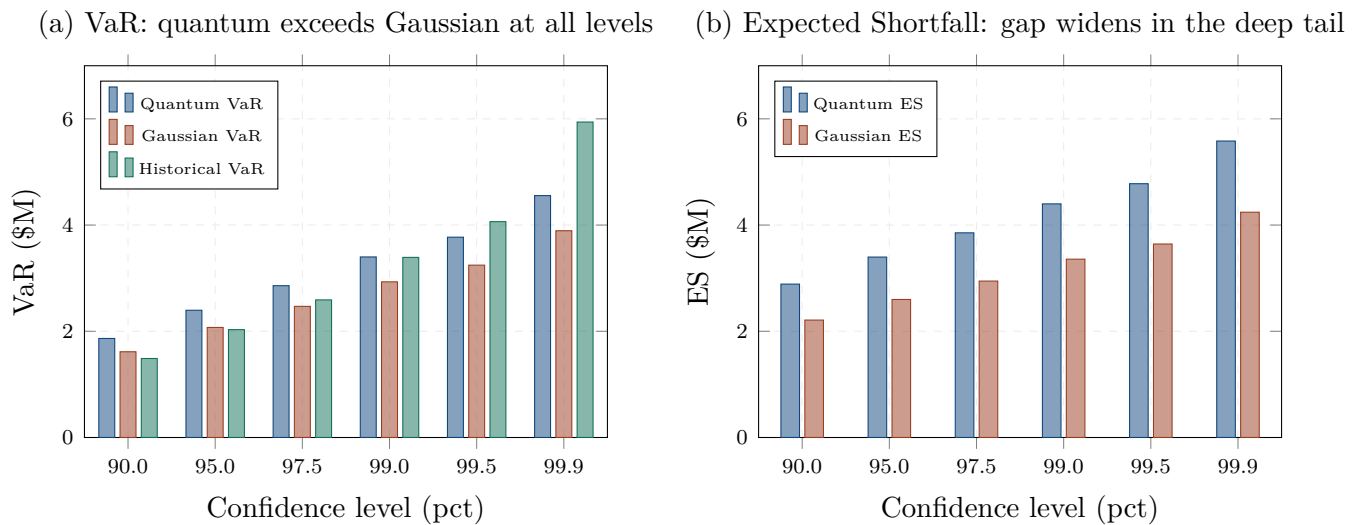 (a) VaR: quantum exceeds Gaussian at all levels
Quantum VaR
Gaussian VaR
Historical VaR
VaR ($M)
6
4
2
0
90.0 95.0 97.5 99.0 99.5 99.9
Confidence level (pct)
(b) Expected Shortfall: gap widens in the deep tail
Quantum ES
Gaussian ES
ES ($M)
6
4
2
0
90.0 95.0 97.5 99.0 99.5 99.9
Confidence level (pct)